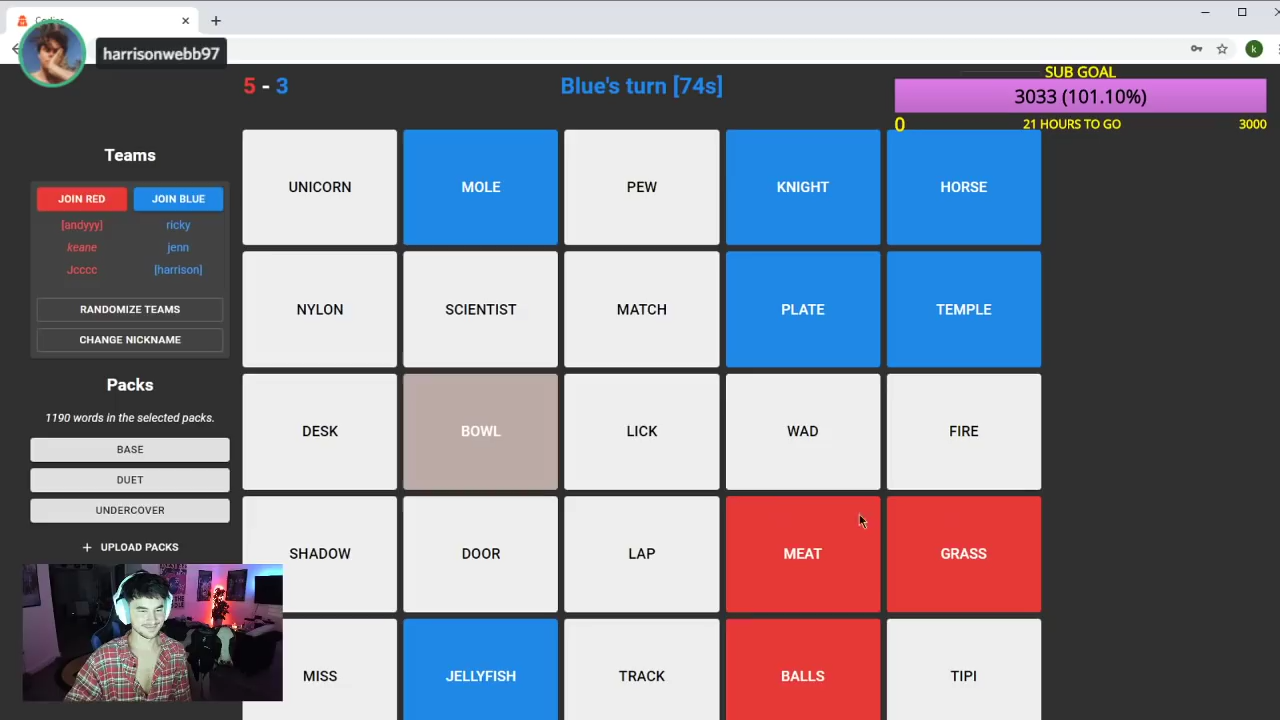 harrisonwebb97
k
SUB GOAL
3033 (101.10%)
0
21 HOURS TO GO
3000
5 - 3
Blue's turn [74s]
Teams
JOIN RED
JOIN BLUE
[andyyy]
ricky
keane
jenn
Jcccc
[harrison]
RANDOMIZE TEAMS
CHANGE NICKNAME
Packs
1190 words in the selected packs.
BASE
DUET
UNDERCOVER
+ UPLOAD PACKS
UNICORN
MOLE
PEW
KNIGHT
HORSE
NYLON
SCIENTIST
MATCH
PLATE
TEMPLE
DESK
BOWL
LICK
WAD
FIRE
SHADOW
DOOR
LAP
MEAT
GRASS
MISS
JELLYFISH
TRACK
BALLS
TIPI